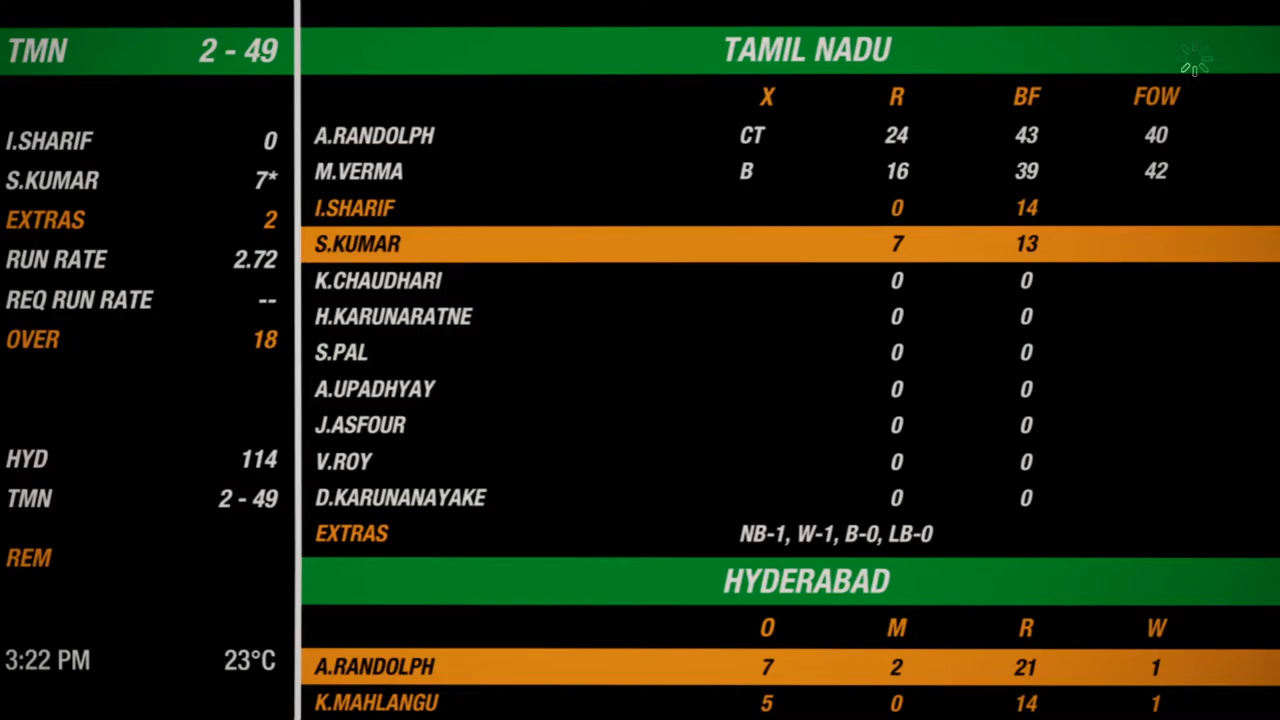 TMN 2 - 49
I.SHARIF 0
S.KUMAR 7*
EXTRAS 2
RUN RATE 2.72
REQ RUN RATE --
OVER 18
HYD 114
TMN 2 - 49
REM
3:22 PM 23°C
TAMIL NADU
X R BF FOW
A.RANDOLPH CT 24 43 40
M.VERMA B 16 39 42
I.SHARIF 0 14
S.KUMAR 7 13
K.CHAUDHARI 0 0
H.KARUNARATNE 0 0
S.PAL 0 0
A.UPADHYAY 0 0
J.ASFOUR 0 0
V.ROY 0 0
D.KARUNANAYAKE 0 0
EXTRAS NB-1, W-1, B-0, LB-0
HYDERABAD
O M R W
A.RANDOLPH 7 2 21 1
K.MAHLANGU 5 0 14 1